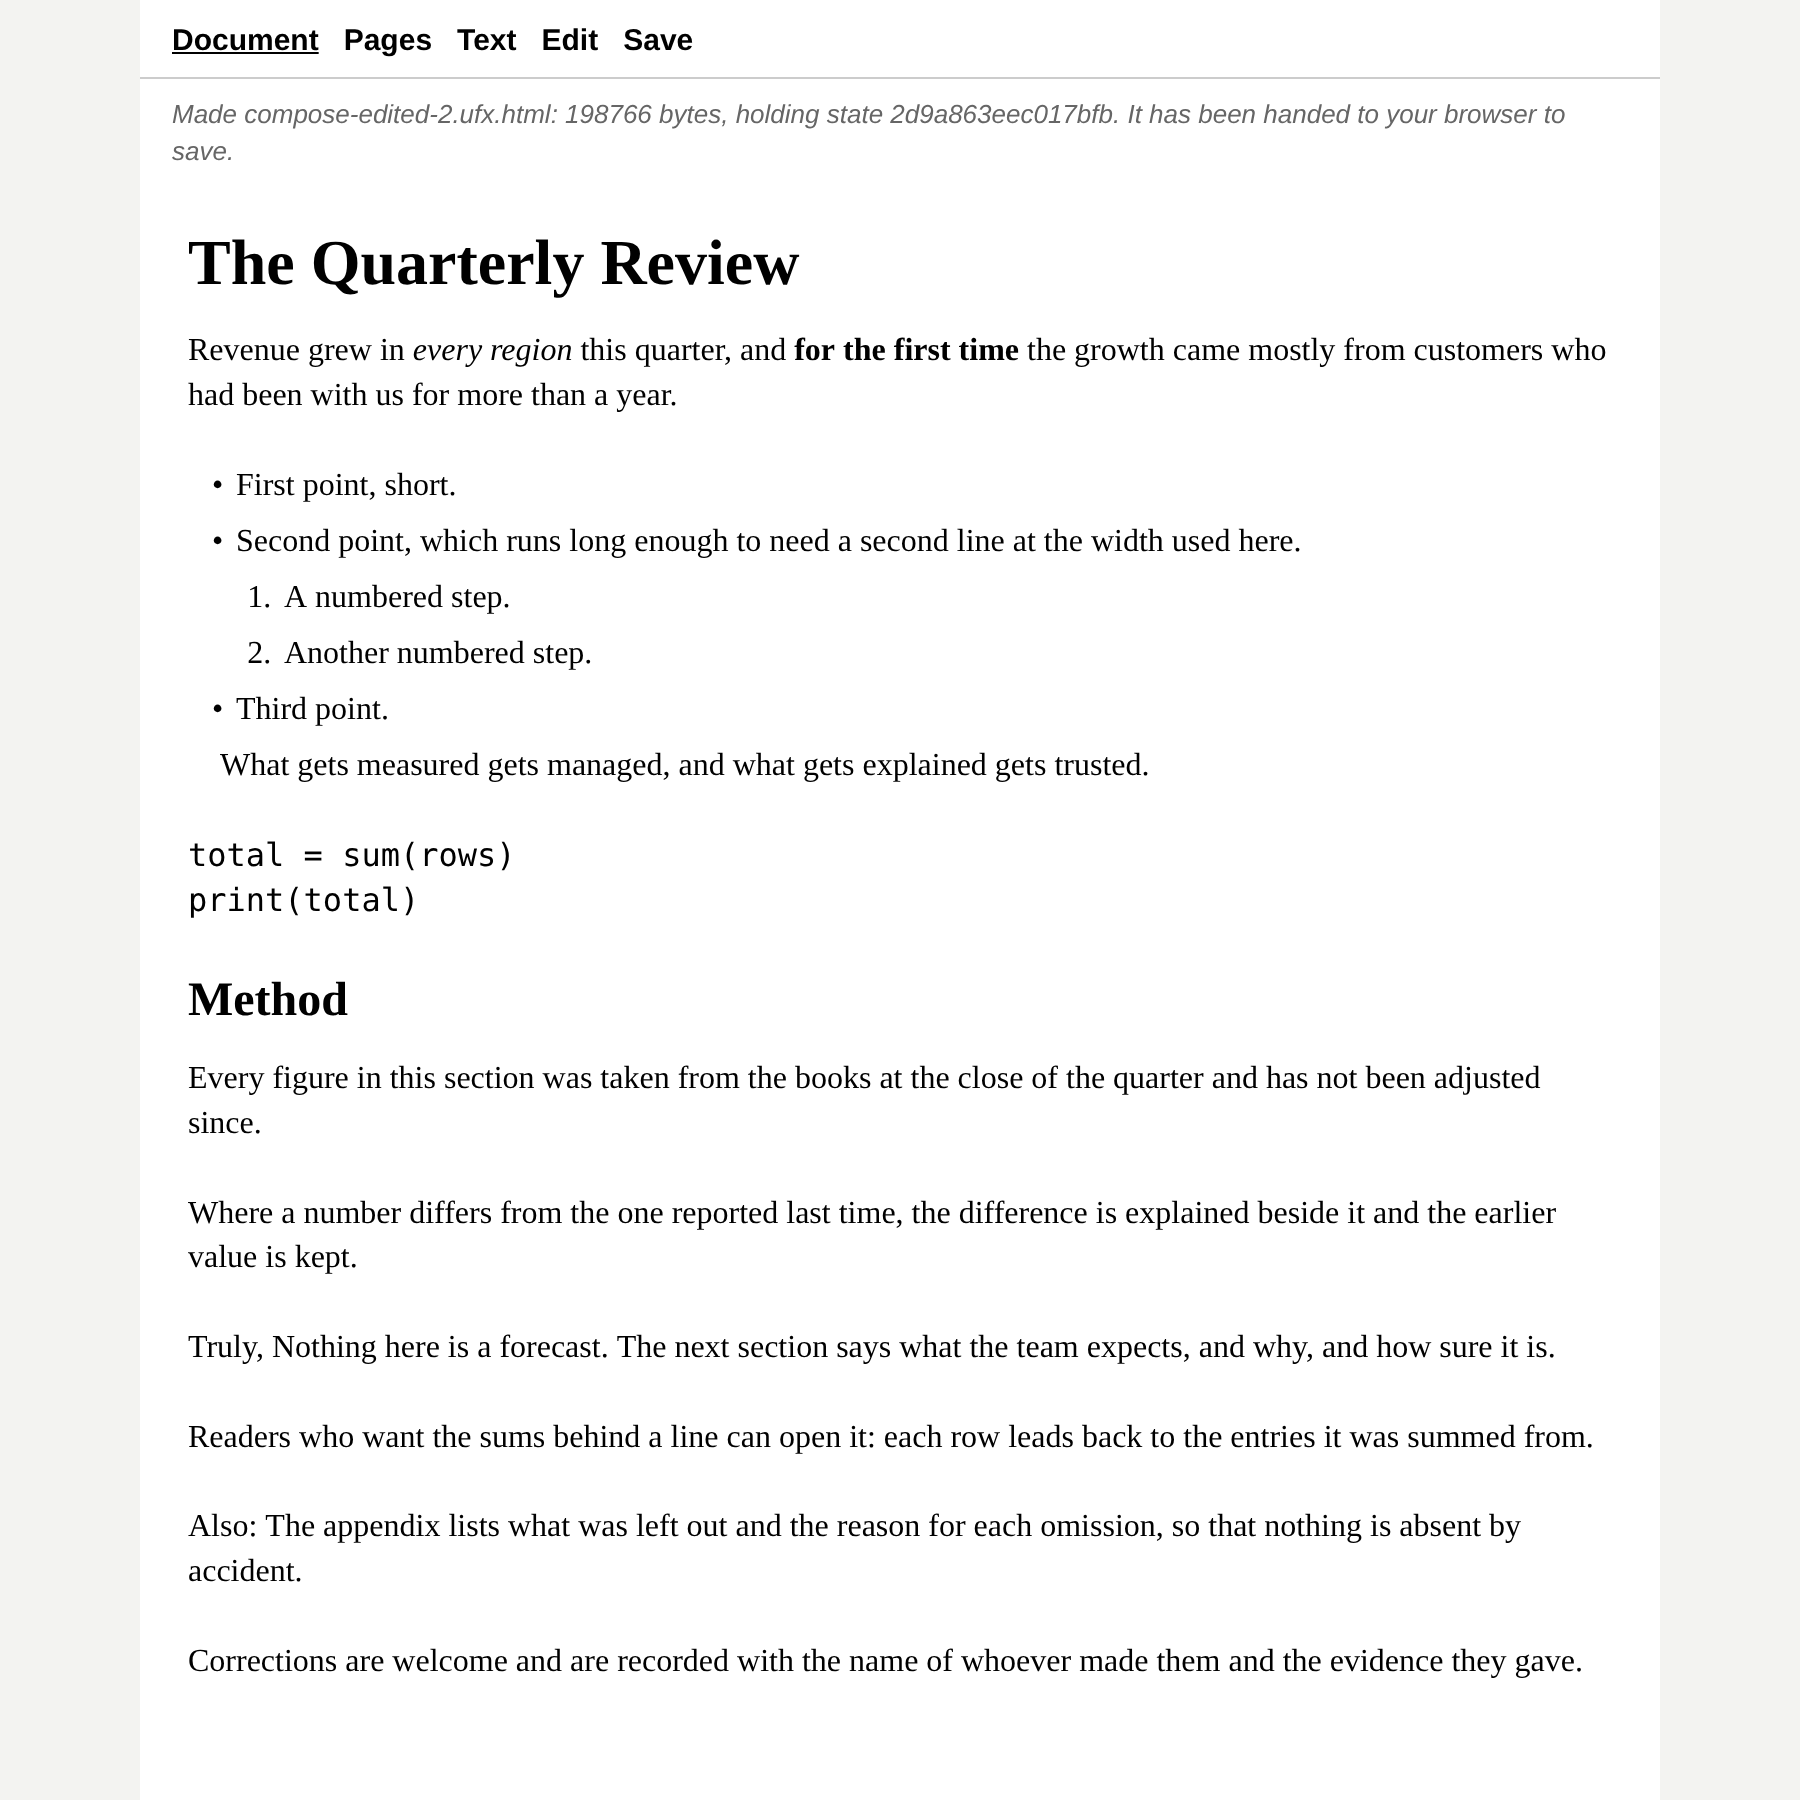 Document Pages Text Edit Save
Made compose-edited-2.ufx.html: 198766 bytes, holding state 2d9a863eec017bfb. It has been handed to your browser to
save.
The Quarterly Review
Revenue grew in every region this quarter, and for the first time the growth came mostly from customers who
had been with us for more than a year.
• First point, short.
• Second point, which runs long enough to need a second line at the width used here.
1. A numbered step.
2. Another numbered step.
• Third point.
What gets measured gets managed, and what gets explained gets trusted.
total = sum(rows)
print(total)
Method
Every figure in this section was taken from the books at the close of the quarter and has not been adjusted
since.
Where a number differs from the one reported last time, the difference is explained beside it and the earlier
value is kept.
Truly, Nothing here is a forecast. The next section says what the team expects, and why, and how sure it is.
Readers who want the sums behind a line can open it: each row leads back to the entries it was summed from.
Also: The appendix lists what was left out and the reason for each omission, so that nothing is absent by
accident.
Corrections are welcome and are recorded with the name of whoever made them and the evidence they gave.